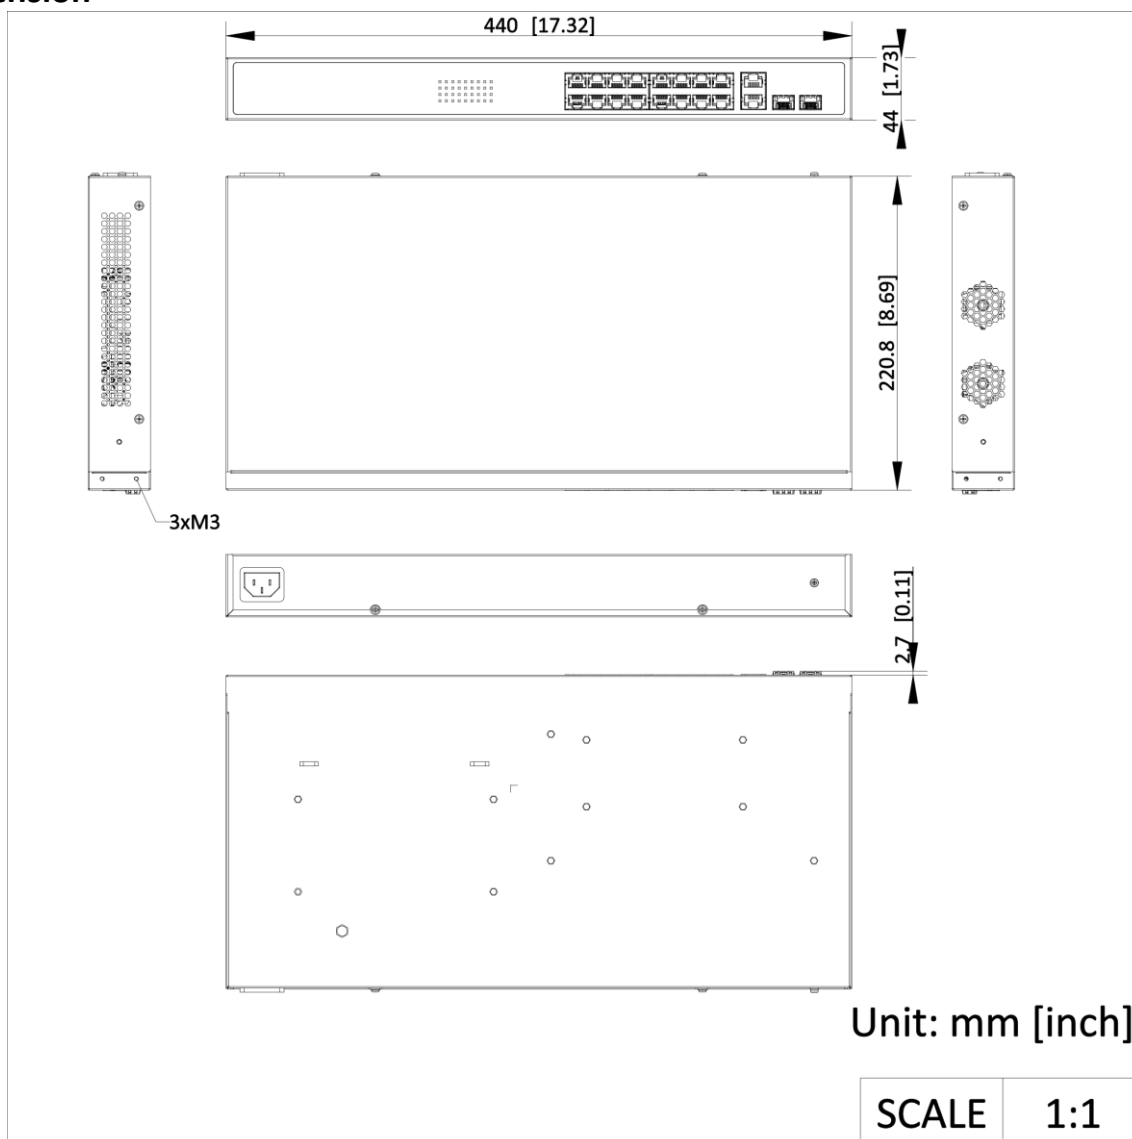 440 [17.32]
44 [1.73]
220.8 [8.69]
3xM3
2.7 [0.11]
Unit: mm [inch]
SCALE 1:1